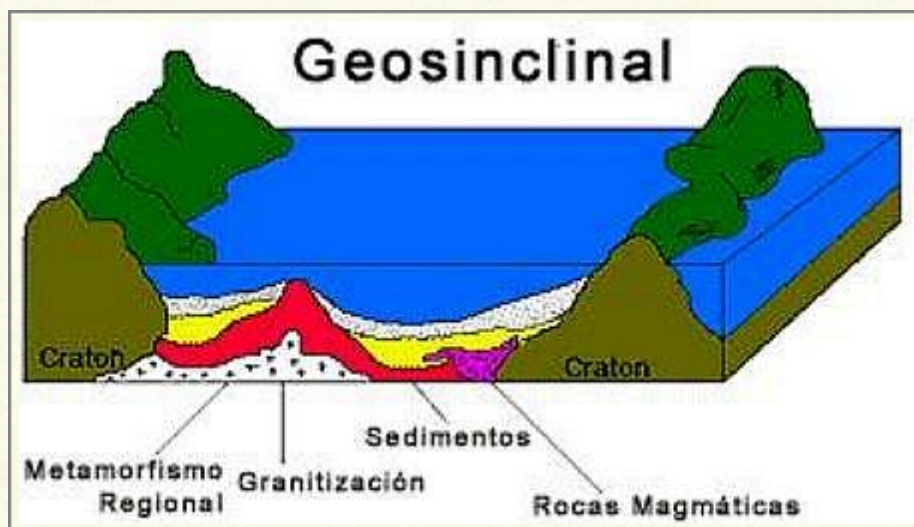 Geosinclinal
Craton
Craton
Sedimentos
Metamorfismo
Regional
Granitización
Rocas Magmáticas